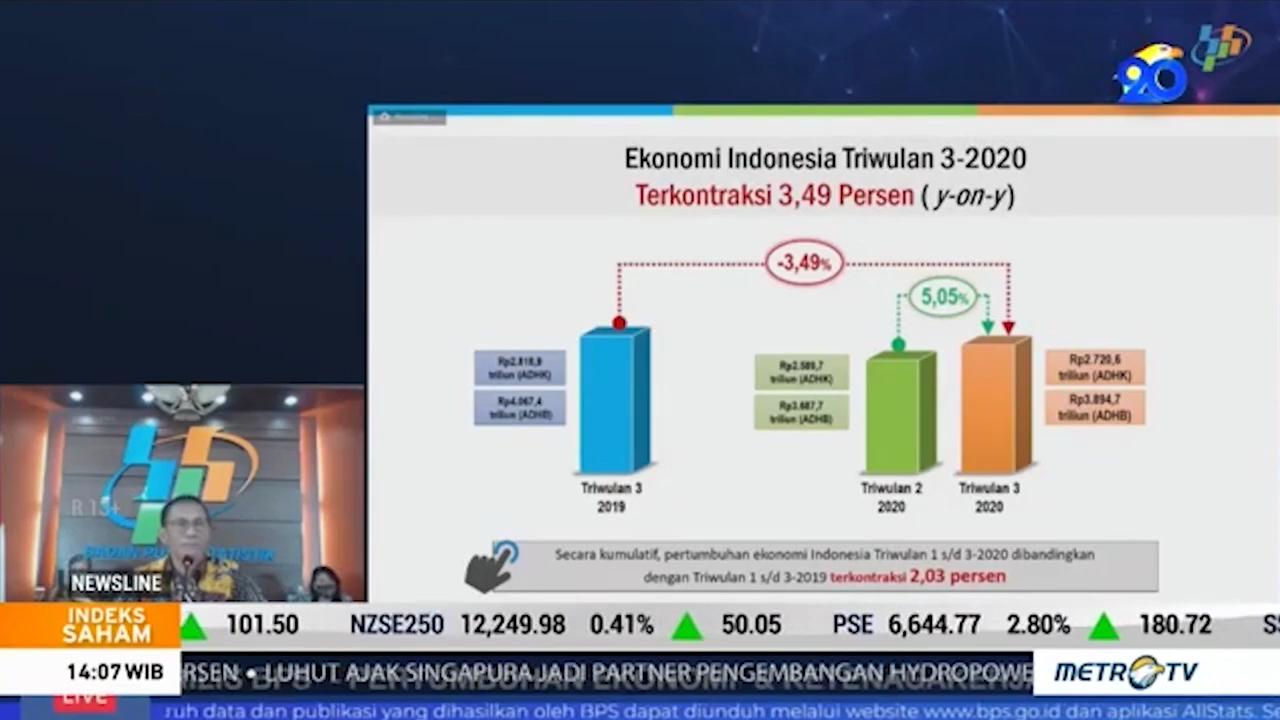 20
Ekonomi Indonesia Triwulan 3-2020
Terkontraksi 3,49 Persen ( y-on-y)
-3,49%
5,05%
Rp2.818,9
triliun (ADHK)
Rp4.067,4
triliun (ADHB)
Rp2.589,7
triliun (ADHK)
Rp3.687,7
triliun (ADHB)
Rp2.720,6
triliun (ADHK)
Rp3.894,7
triliun (ADHB)
Triwulan 3
2019
Triwulan 2
2020
Triwulan 3
2020
Secara kumulatif, pertumbuhan ekonomi Indonesia Triwulan 1 s/d 3-2020 dibandingkan
dengan Triwulan 1 s/d 3-2019 terkontraksi 2,03 persen
R 13+
NEWSLINE
INDEKS
SAHAM
101.50 NZSE250 12,249.98 0.41% 50.05 PSE 6,644.77 2.80% 180.72 SS
14:07 WIB
RSEN • LUHUT AJAK SINGAPURA JADI PARTNER PENGEMBANGAN HYDROPOWE
METRO TV
LIVE
ruh data dan publikasi yang dihasilkan oleh BPS dapat diunduh melalui website www.bps.go.id dan aplikasi AllStats. Se